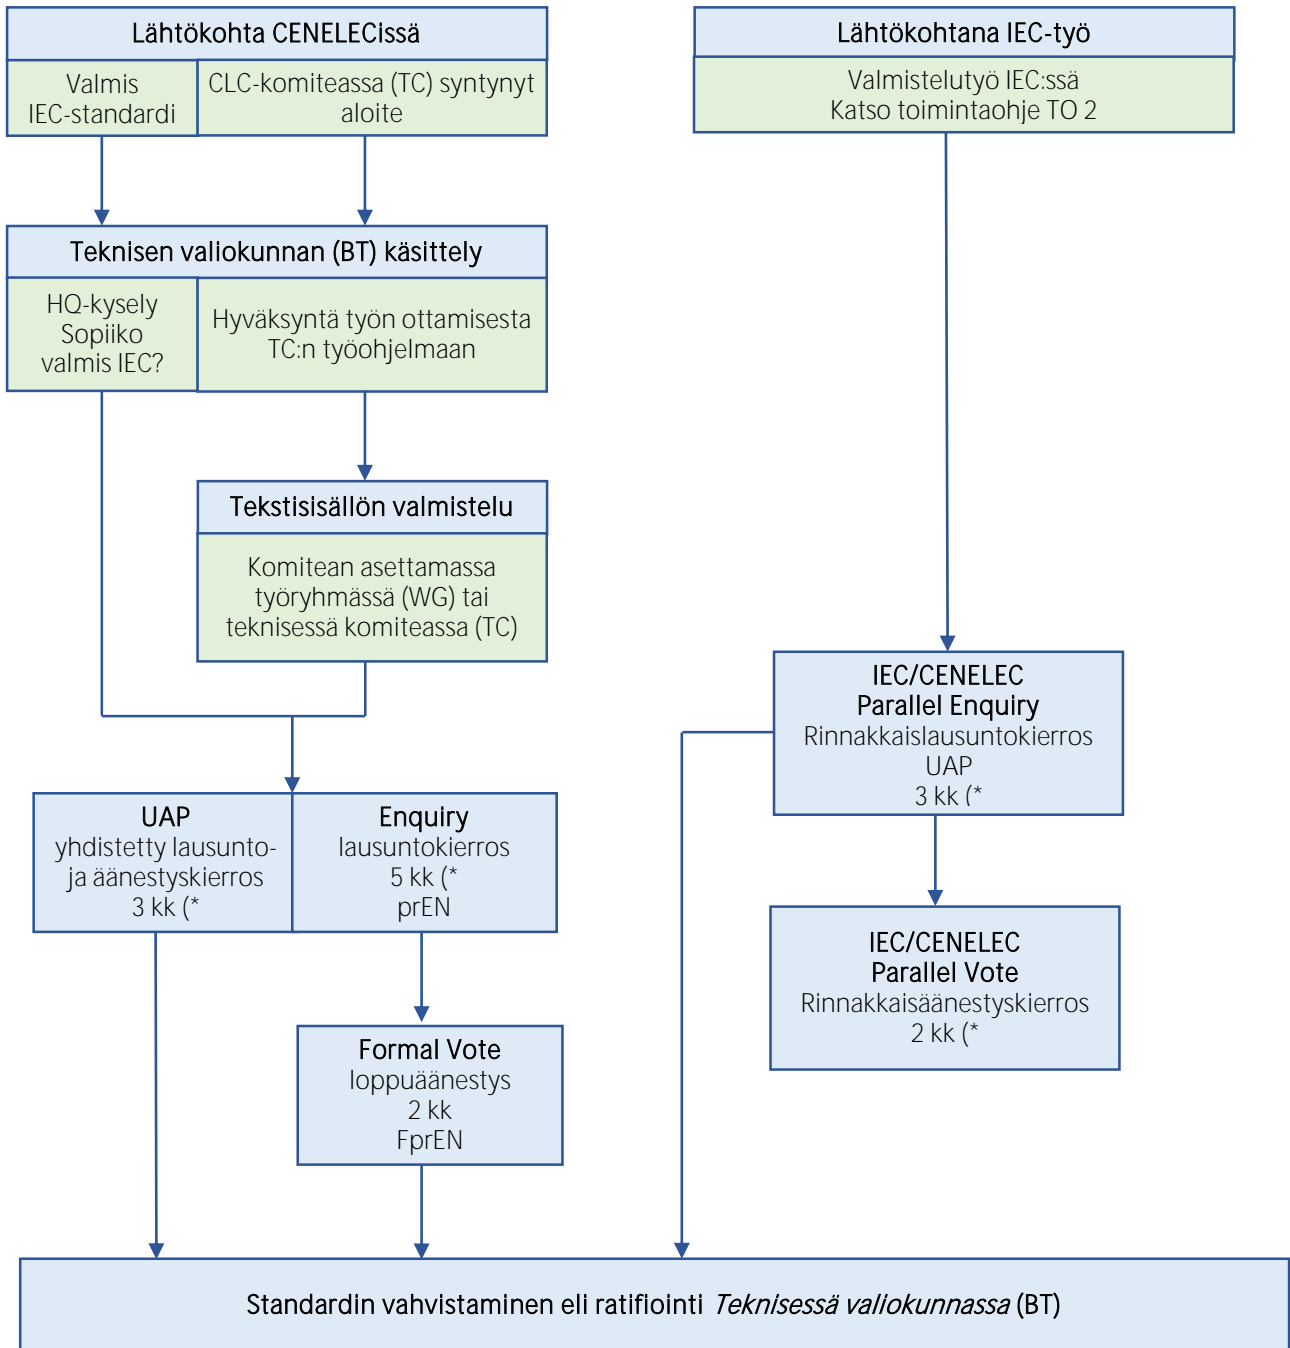 Lähtökohta CENELECissä
Valmis
IEC-standardi
CLC-komiteassa (TC) syntynyt
aloite
Lähtökohtana IEC-työ
Valmistelutyö IEC:ssä
Katso toimintaohje TO 2
Teknisen valiokunnan (BT) käsittely
HQ-kysely
Sopiiko
valmis IEC?
Hyväksyntä työn ottamisesta
TC:n työohjelmaan
Tekstisisällön valmistelu
Komitean asettamassa
työryhmässä (WG) tai
teknisessä komiteassa (TC)
IEC/CENELEC
Parallel Enquiry
Rinnakkaislausuntokierros
UAP
3 kk (*
UAP
yhdistetty lausunto-
ja äänestyskierros
3 kk (*
Enquiry
lausuntokierros
5 kk (*
prEN
IEC/CENELEC
Parallel Vote
Rinnakkaisäänestyskierros
2 kk (*
Formal Vote
loppuäänestys
2 kk
FprEN
Standardin vahvistaminen eli ratifiointi Teknisessä valiokunnassa (BT)